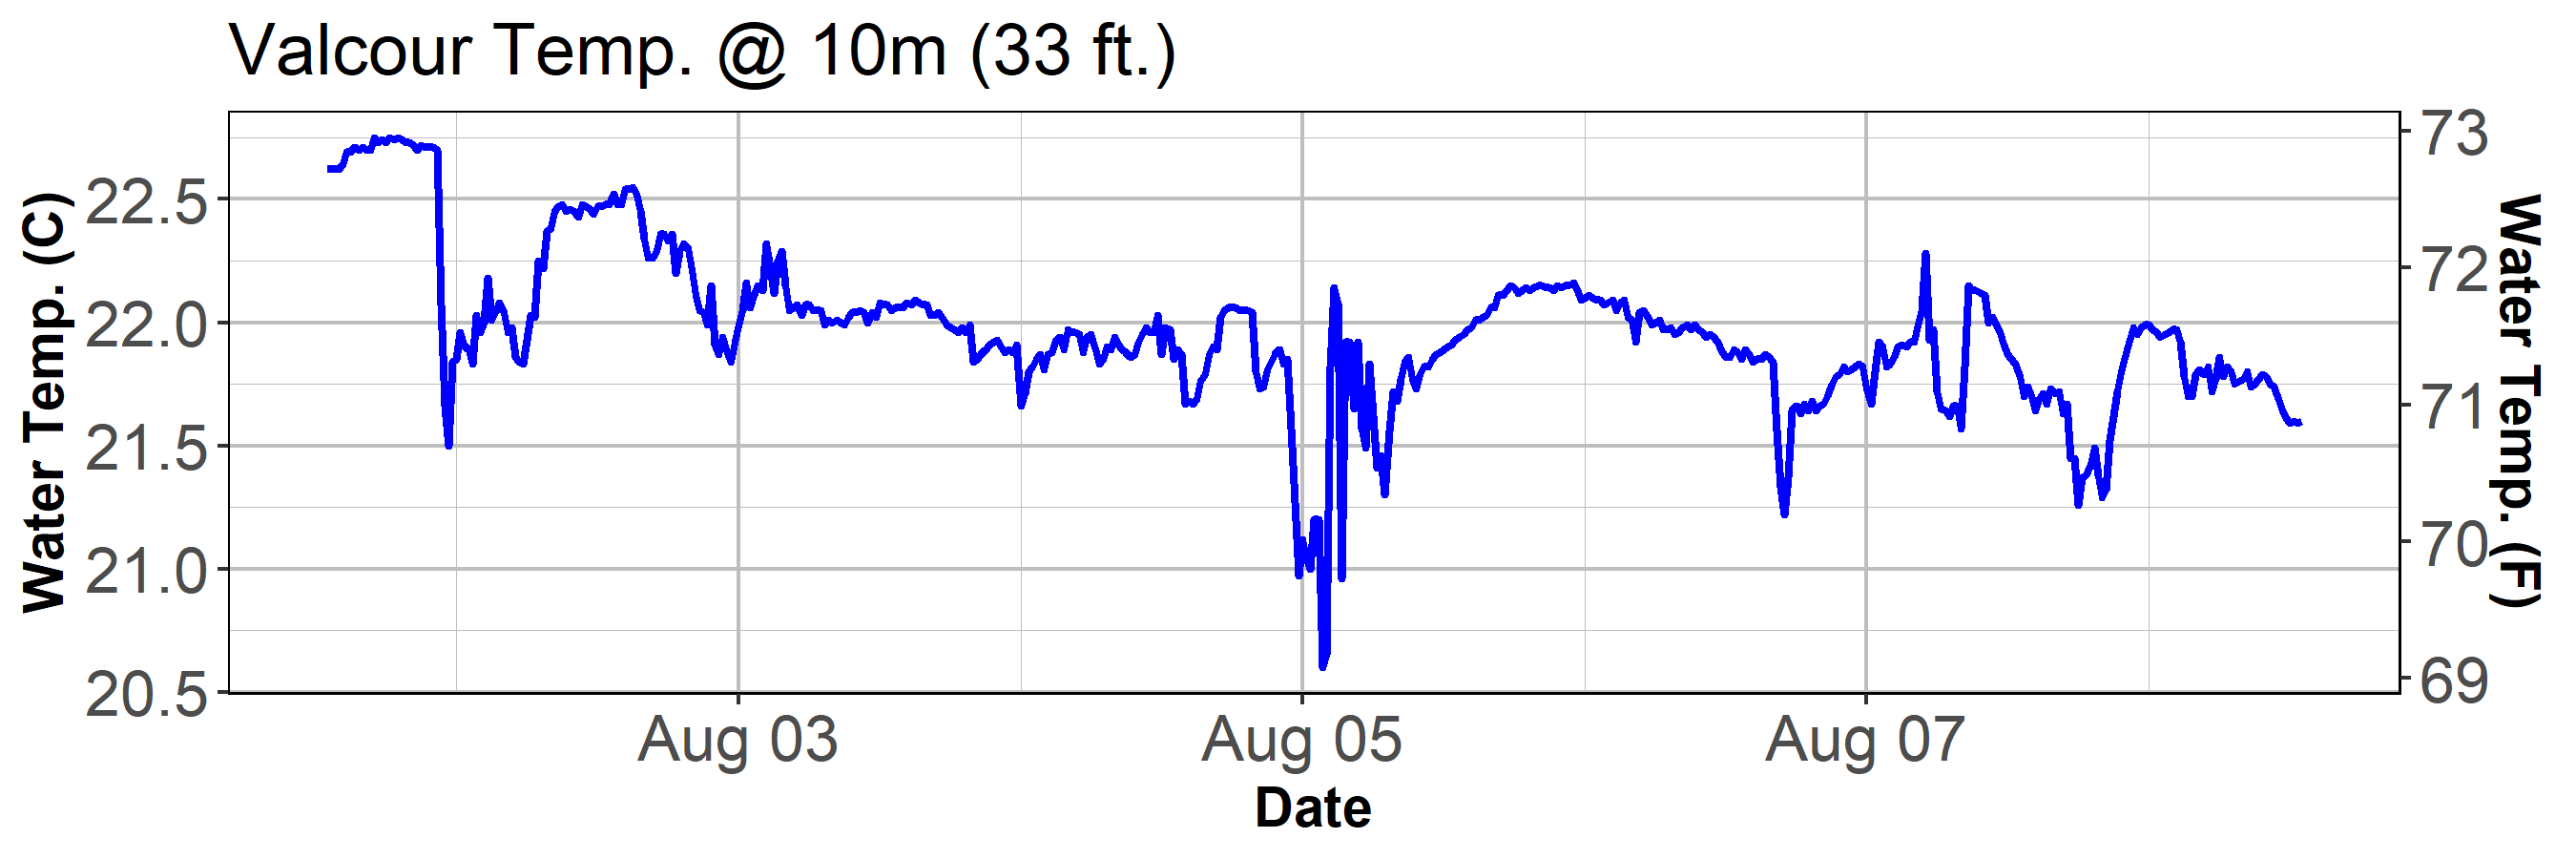 Valcour Temp. @ 10m (33 ft.)
Water Temp. (C)
22.5
22.0
21.5
21.0
20.5
73
72
71
70
69
Water Temp. (F)
Aug 03
Aug 05
Aug 07
Date